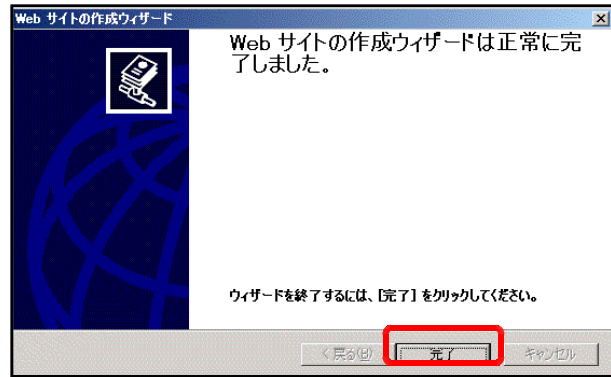 Web サイトの作成ウィザード
Web サイトの作成ウィザードは正常に完
了しました。
ウィザードを終了するには、[完了] をクリックしてください。
< 戻る(B)
完了
キャンセル